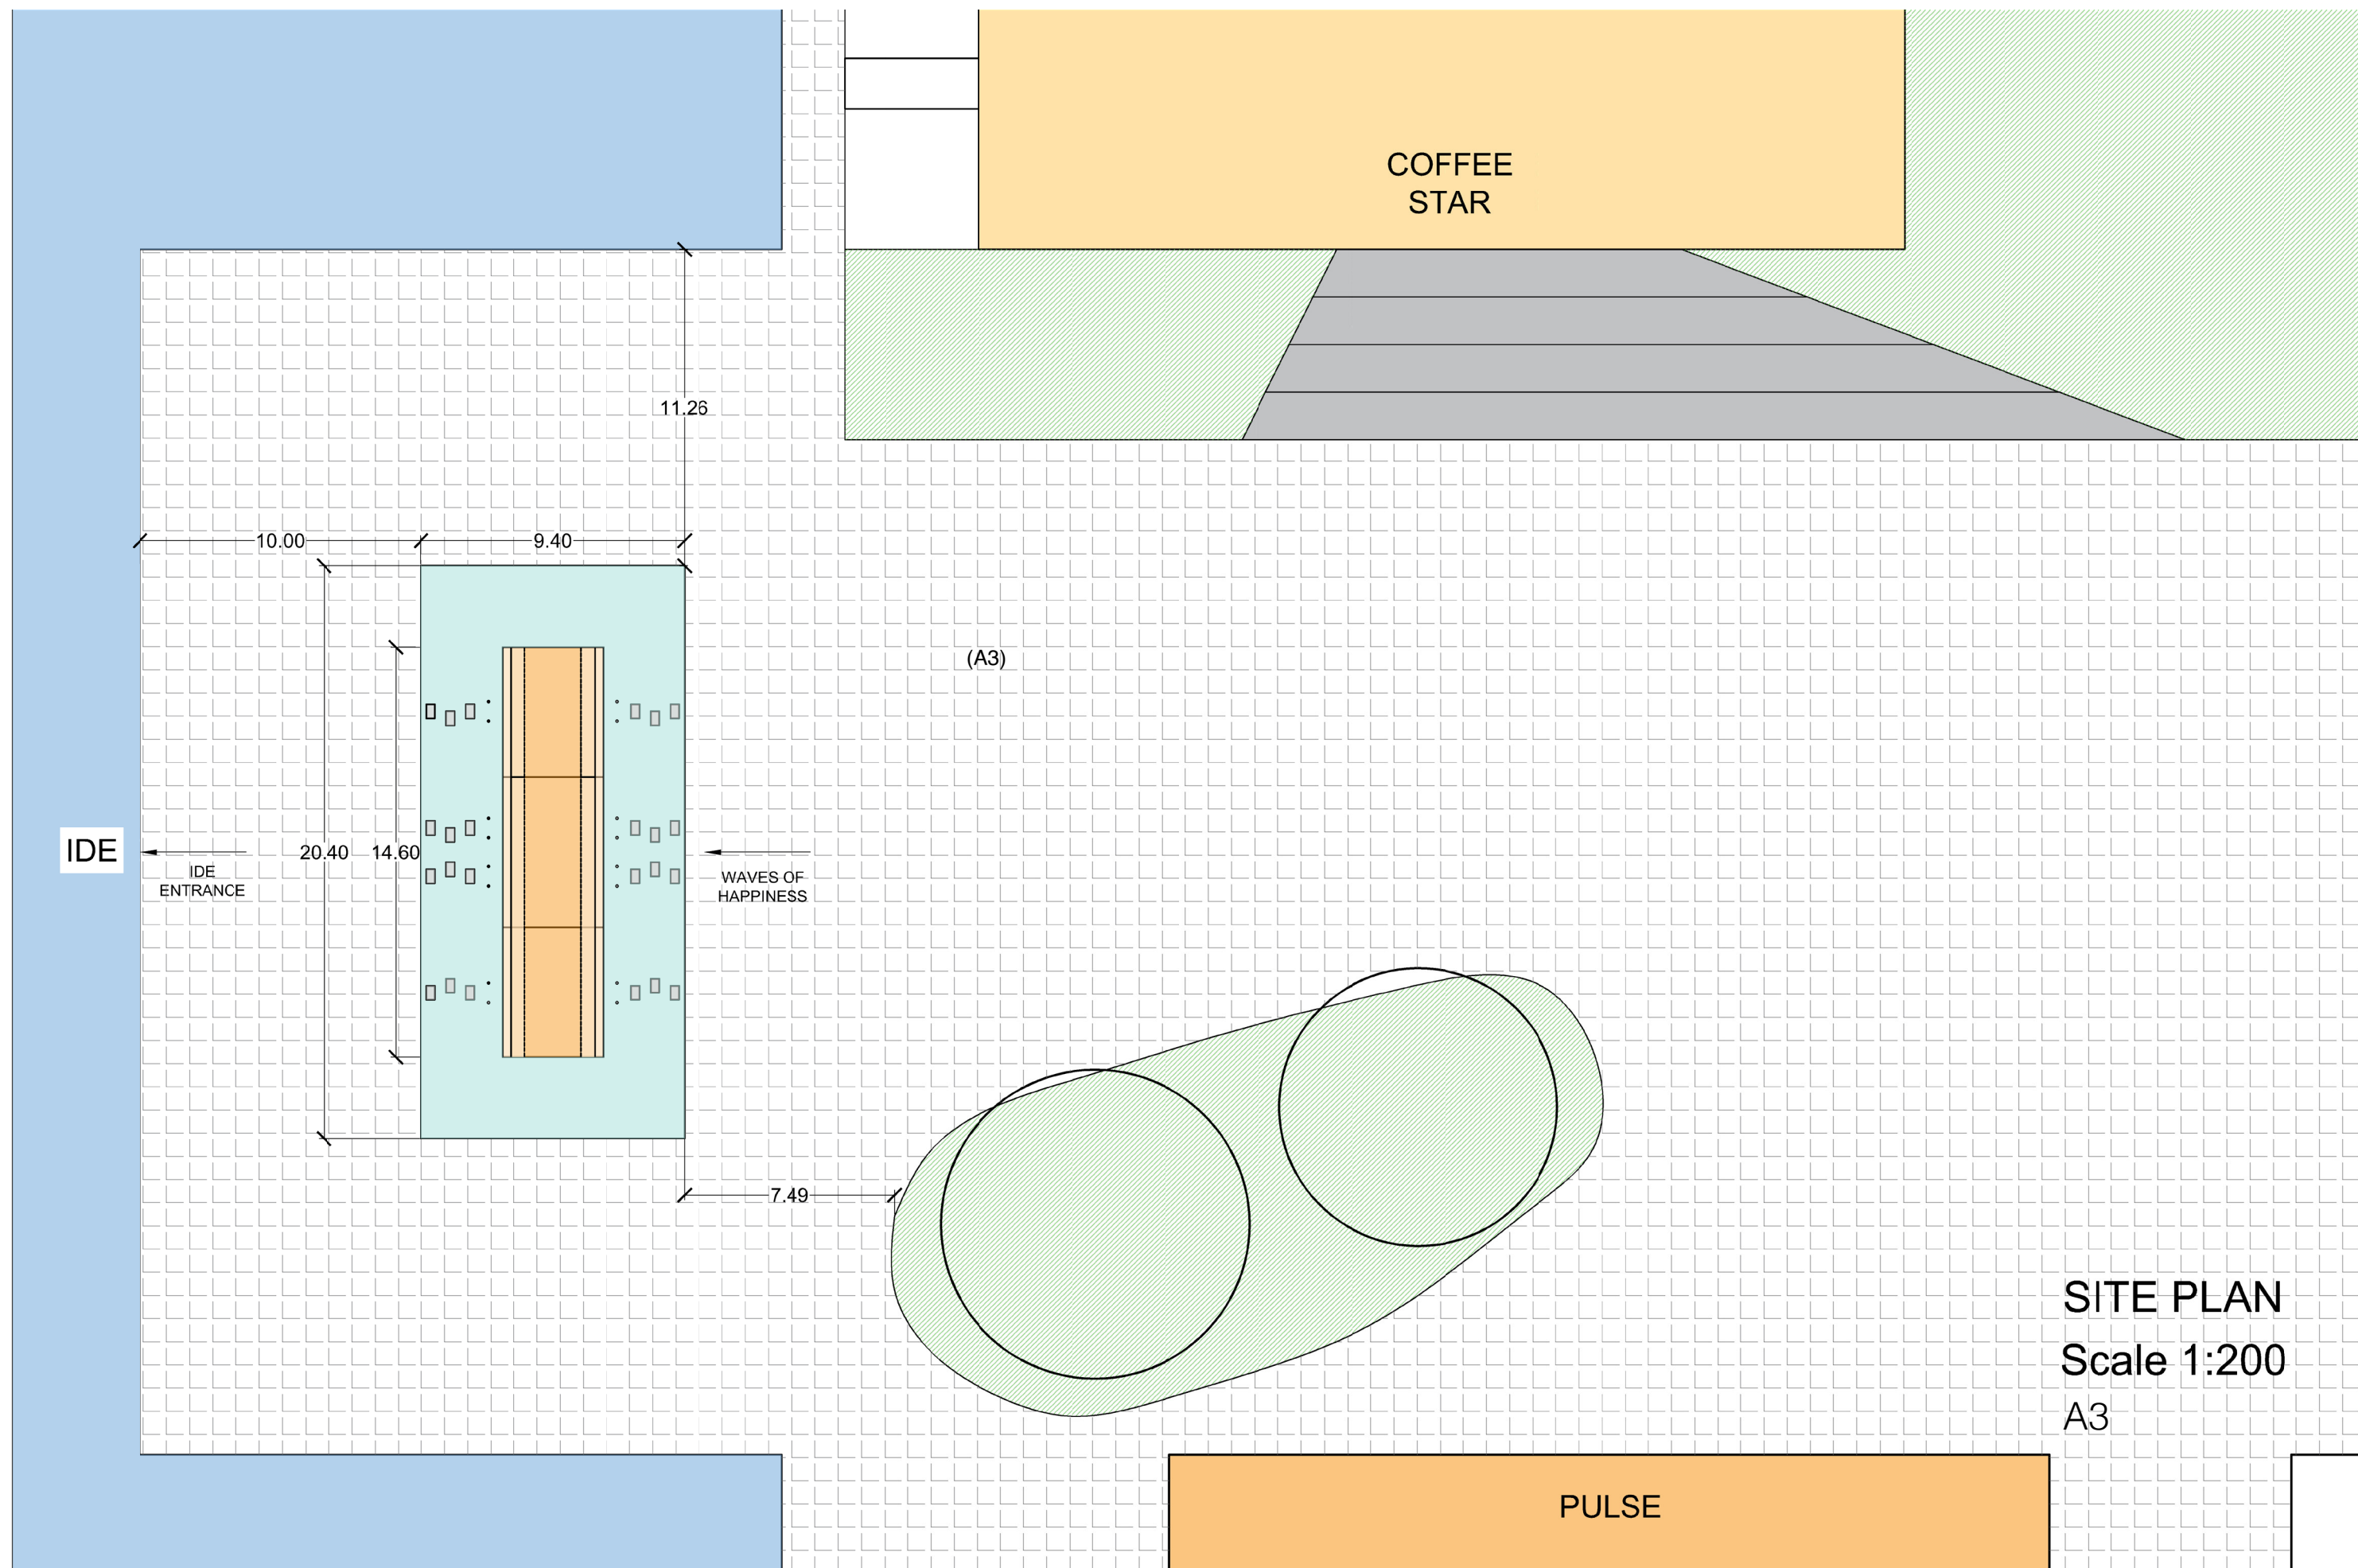 COFFEE
STAR
11.26
10.00
9.40
(A3)
IDE
IDE
ENTRANCE
20.40
14.60
WAVES OF
HAPPINESS
7.49
SITE PLAN
Scale 1:200
A3
PULSE